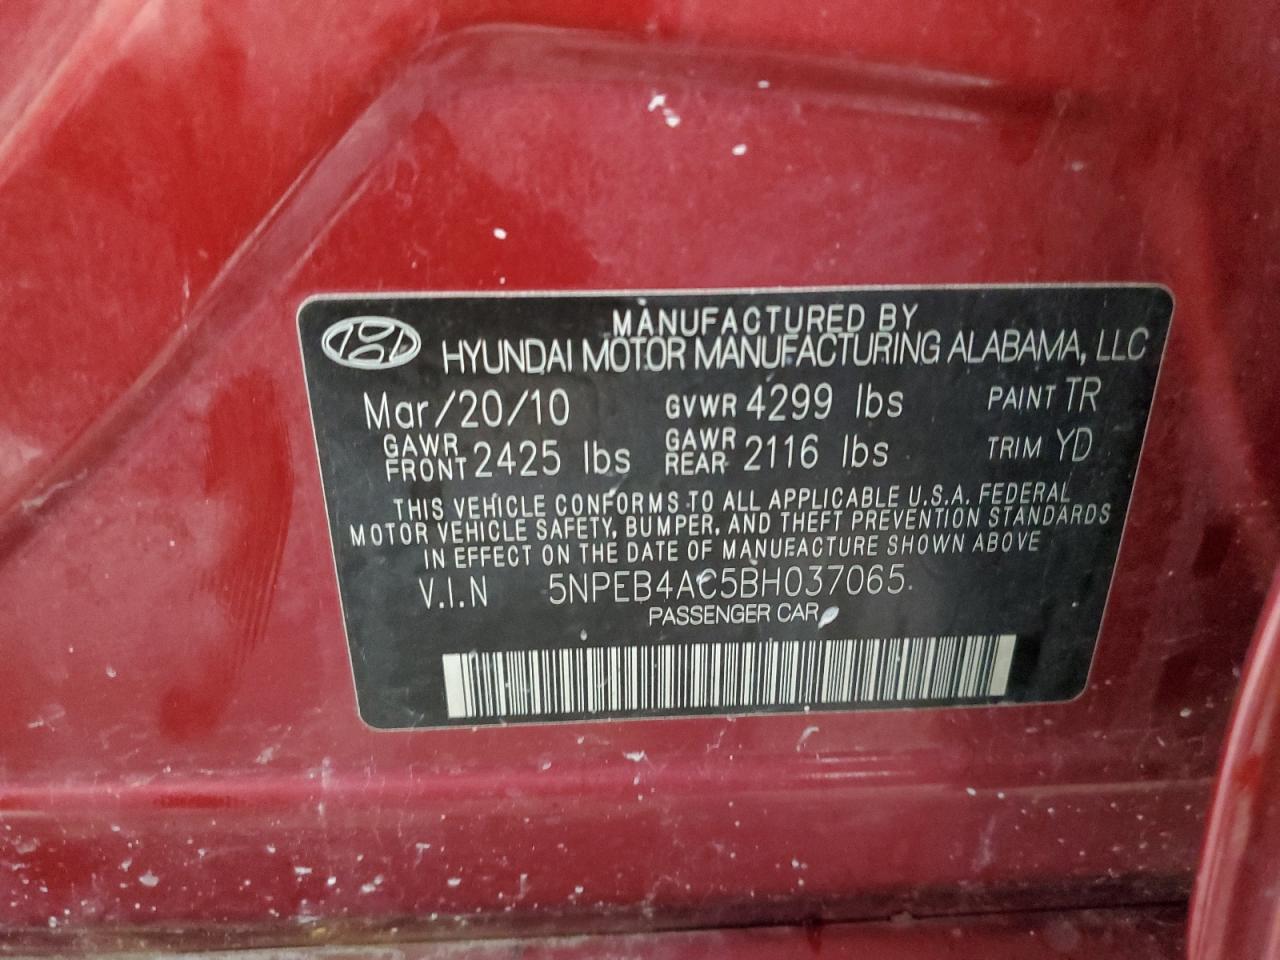 MANUFACTURED BY
HYUNDAI MOTOR MANUFACTURING ALABAMA, LLC
Mar/20/10 GVWR 4299 lbs PAINT TR
GAWR FRONT 2425 lbs GAWR REAR 2116 lbs TRIM YD
THIS VEHICLE CONFORMS TO ALL APPLICABLE U.S.A. FEDERAL
MOTOR VEHICLE SAFETY, BUMPER, AND THEFT PREVENTION STANDARDS
IN EFFECT ON THE DATE OF MANUFACTURE SHOWN ABOVE
V.I.N 5NPEB4AC5BH037065
PASSENGER CAR